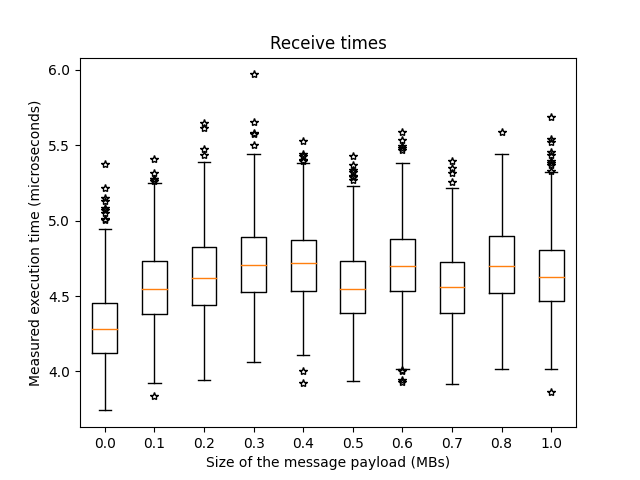 Receive times
6.0
5.5
5.0
4.5
4.0
Measured execution time (microseconds)
0.0 0.1 0.2 0.3 0.4 0.5 0.6 0.7 0.8 1.0
Size of the message payload (MBs)